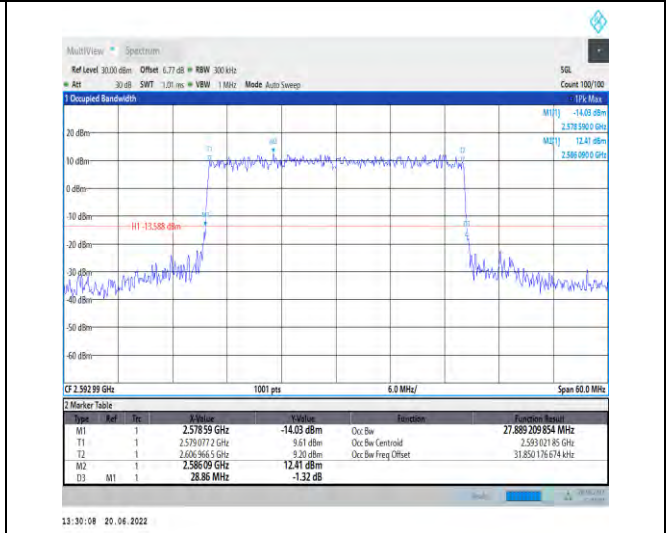 MultiView Spectrum
Ref Level 30.00 dBm Offset 6.77 dB RBW 300 kHz SGL
Att 30 dB SWT 1.01 ms VBW 1 MHz Mode Auto Sweep Count 100/100
1 Occupied Bandwidth 1Pk Max
M1[1] -14.03 dBm
2.578 590 0 GHz
M2[1] 12.41 dBm
2.586 090 0 GHz
20 dBm
T1 M2 T2
10 dBm
0 dBm
-10 dBm
M1
H1 -13.588 dBm
D3
-20 dBm
-30 dBm
-40 dBm
-50 dBm
-60 dBm
CF 2.592 99 GHz 1001 pts 6.0 MHz/ Span 60.0 MHz
2 Marker Table
Type Ref Trc X-Value Y-Value Function Function Result
M1 1 2.578 59 GHz -14.03 dBm Occ Bw 27.889 209 854 MHz
T1 1 2.579 077 2 GHz 9.61 dBm Occ Bw Centroid 2.593 021 85 GHz
T2 1 2.606 966 5 GHz 9.20 dBm Occ Bw Freq Offset 31.850 176 674 kHz
M2 1 2.586 09 GHz 12.41 dBm
D3 M1 1 28.86 MHz -1.32 dB
13:30:08 20.06.2022